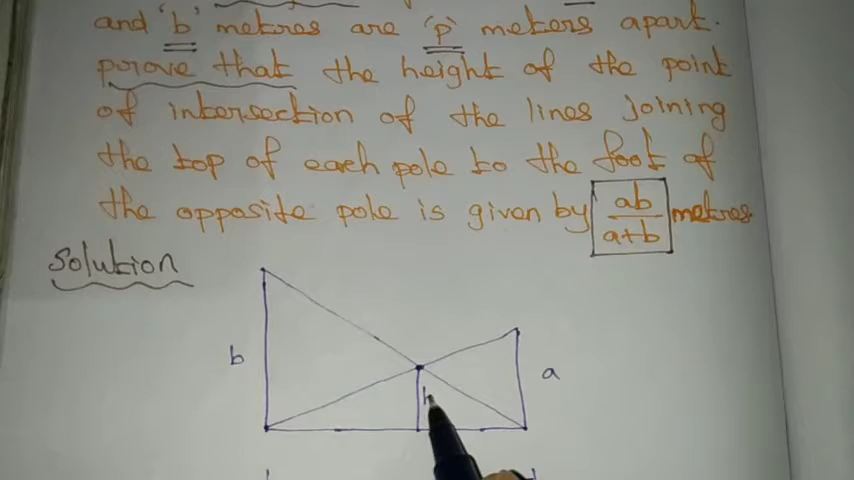 and 'b' metres are 'p' meters apart.
prove that the height of the point
of intersection of the lines joining
the top of each pole to the foot of
the opposite pole is given by ab/a+b metres.
Solution
b
a
h